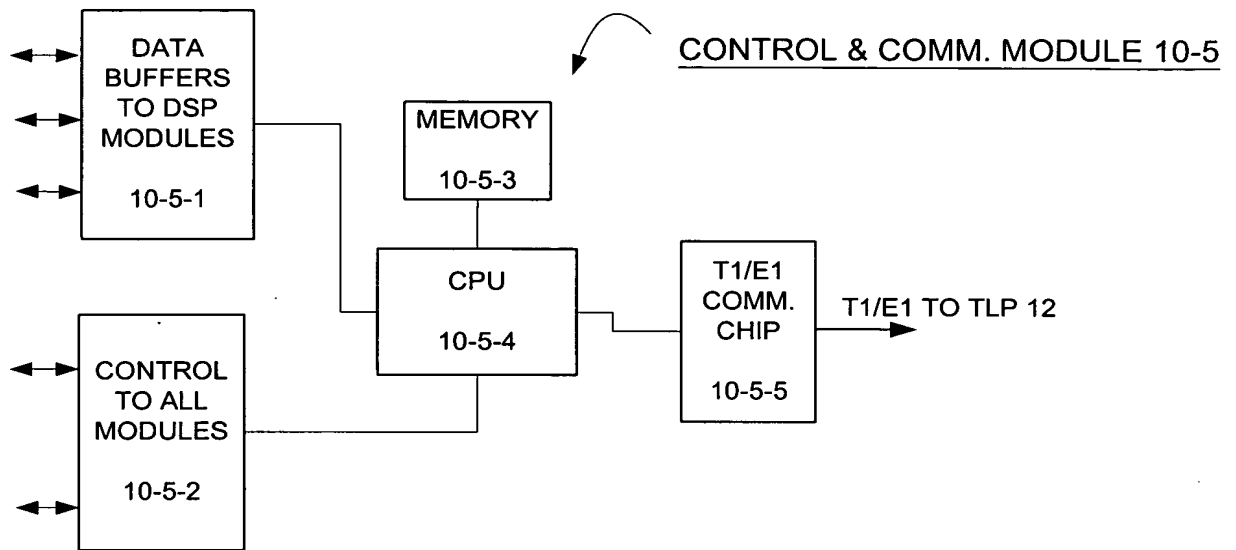 CONTROL & COMM. MODULE 10-5
DATA
BUFFERS
TO DSP
MODULES
10-5-1
MEMORY
10-5-3
CPU
10-5-4
T1/E1
COMM.
CHIP
10-5-5
T1/E1 TO TLP 12
CONTROL
TO ALL
MODULES
10-5-2